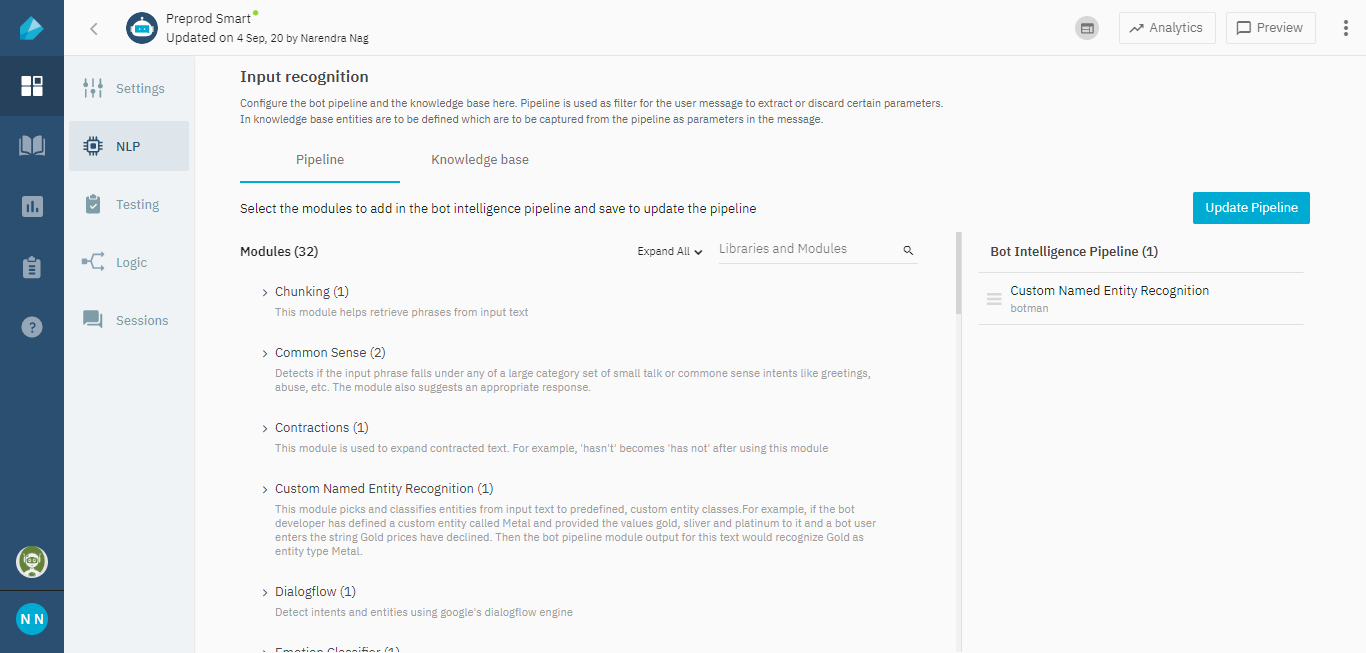 Preprod Smart
Updated on 4 Sep, 20 by Narendra Nag
Analytics
Preview
Settings
NLP
Testing
Logic
Sessions
Input recognition
Configure the bot pipeline and the knowledge base here. Pipeline is used as filter for the user message to extract or discard certain parameters.
In knowledge base entities are to be defined which are to be captured from the pipeline as parameters in the message.
Pipeline
Knowledge base
Select the modules to add in the bot intelligence pipeline and save to update the pipeline
Update Pipeline
Modules (32)
Expand All
Libraries and Modules
Chunking (1)
This module helps retrieve phrases from input text
Common Sense (2)
Detects if the input phrase falls under any of a large category set of small talk or commone sense intents like greetings,
abuse, etc. The module also suggests an appropriate response.
Contractions (1)
This module is used to expand contracted text. For example, 'hasn't' becomes 'has not' after using this module
Custom Named Entity Recognition (1)
This module picks and classifies entities from input text to predefined, custom entity classes.For example, if the bot
developer has defined a custom entity called Metal and provided the values gold, sliver and platinum to it and a bot user
enters the string Gold prices have declined. Then the bot pipeline module output for this text would recognize Gold as
entity type Metal.
Dialogflow (1)
Detect intents and entities using google's dialogflow engine
Emotion Classifier (1)
Bot Intelligence Pipeline (1)
Custom Named Entity Recognition
botman
?
N N